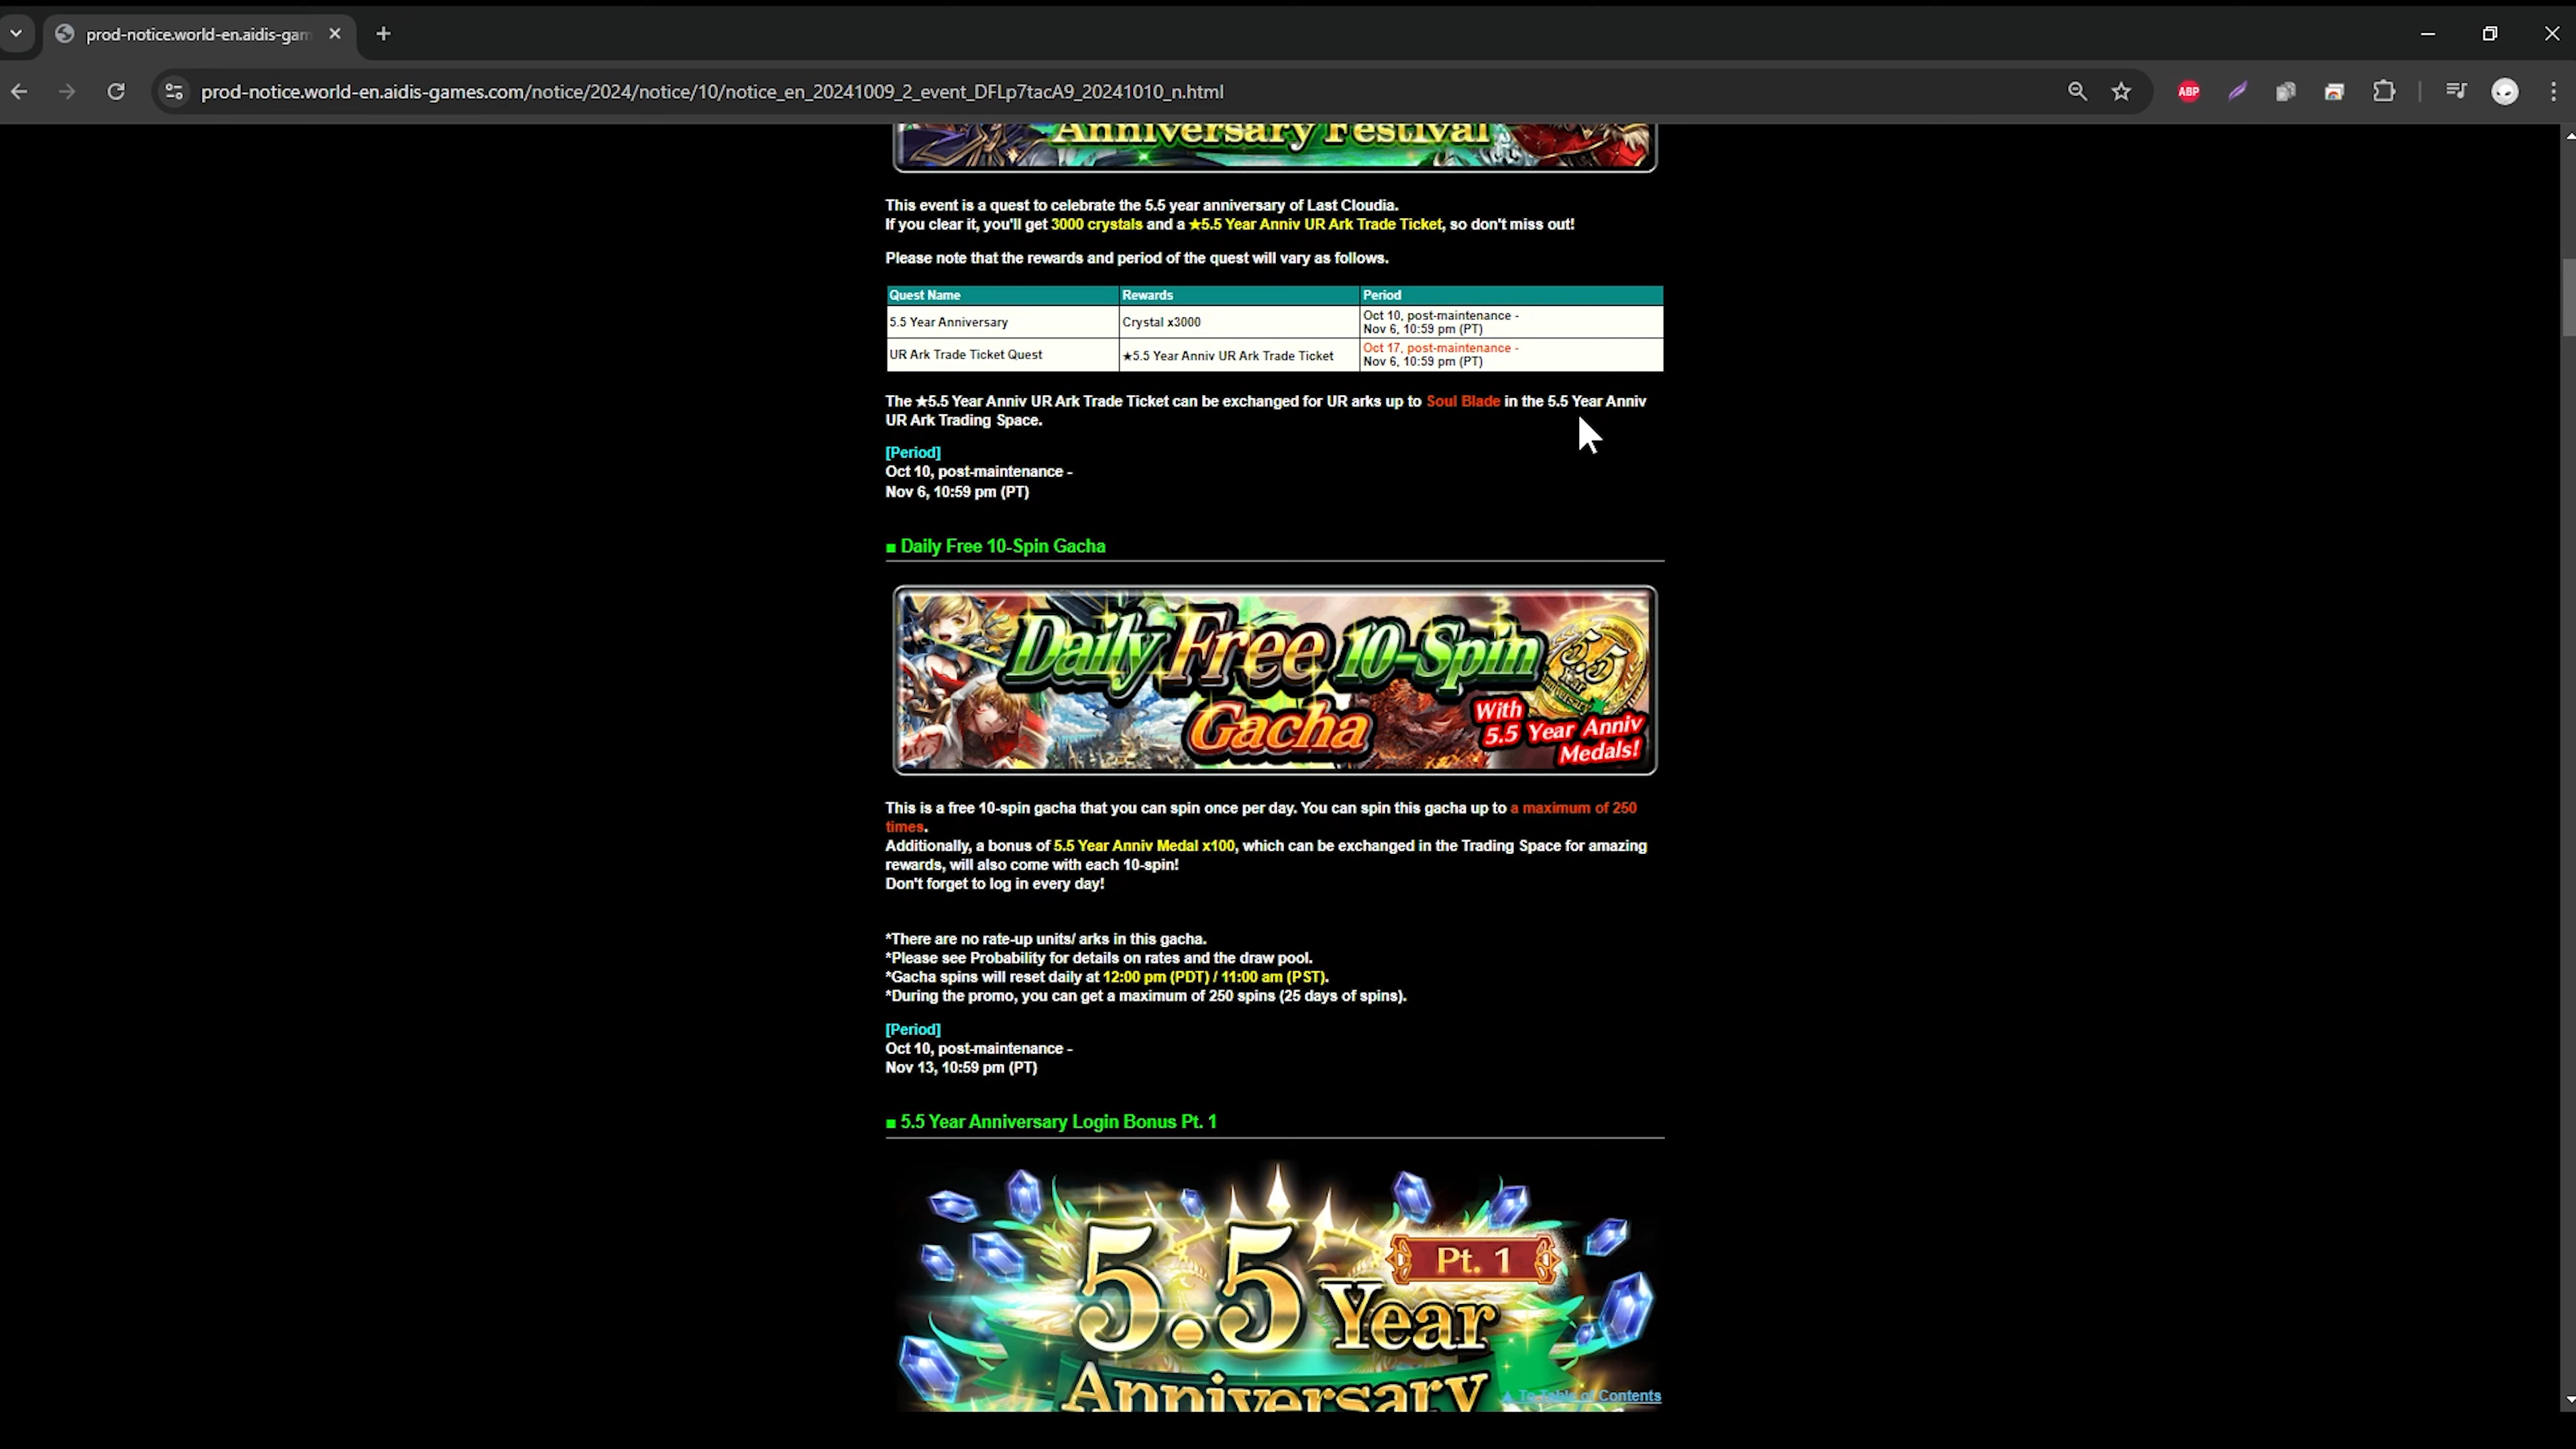 prod-notice.world-en.aidis-gam
prod-notice.world-en.aidis-games.com/notice/2024/notice/10/notice_en_20241009_2_event_DFLp7tacA9_20241010_n.html
ABP
Anniversary Festival
This event is a quest to celebrate the 5.5 year anniversary of Last Cloudia.
If you clear it, you'll get 3000 crystals and a ★5.5 Year Anniv UR Ark Trade Ticket, so don't miss out!
Please note that the rewards and period of the quest will vary as follows.
Quest Name Rewards Period
5.5 Year Anniversary Crystal x3000 Oct 10, post-maintenance -
Nov 6, 10:59 pm (PT)
UR Ark Trade Ticket Quest ★5.5 Year Anniv UR Ark Trade Ticket Oct 17, post-maintenance -
Nov 6, 10:59 pm (PT)
The ★5.5 Year Anniv UR Ark Trade Ticket can be exchanged for UR arks up to Soul Blade in the 5.5 Year Anniv
UR Ark Trading Space.
[Period]
Oct 10, post-maintenance -
Nov 6, 10:59 pm (PT)
■ Daily Free 10-Spin Gacha
Daily Free 10-Spin
Gacha
5.5
Year
With
5.5 Year Anniv
Medals!
This is a free 10-spin gacha that you can spin once per day. You can spin this gacha up to a maximum of 250
times.
Additionally, a bonus of 5.5 Year Anniv Medal x100, which can be exchanged in the Trading Space for amazing
rewards, will also come with each 10-spin!
Don't forget to log in every day!
*There are no rate-up units/ arks in this gacha.
*Please see Probability for details on rates and the draw pool.
*Gacha spins will reset daily at 12:00 pm (PDT) / 11:00 am (PST).
*During the promo, you can get a maximum of 250 spins (25 days of spins).
[Period]
Oct 10, post-maintenance -
Nov 13, 10:59 pm (PT)
■ 5.5 Year Anniversary Login Bonus Pt. 1
Pt. 1
5.5 Year
Anniversary
▲ To Table of Contents